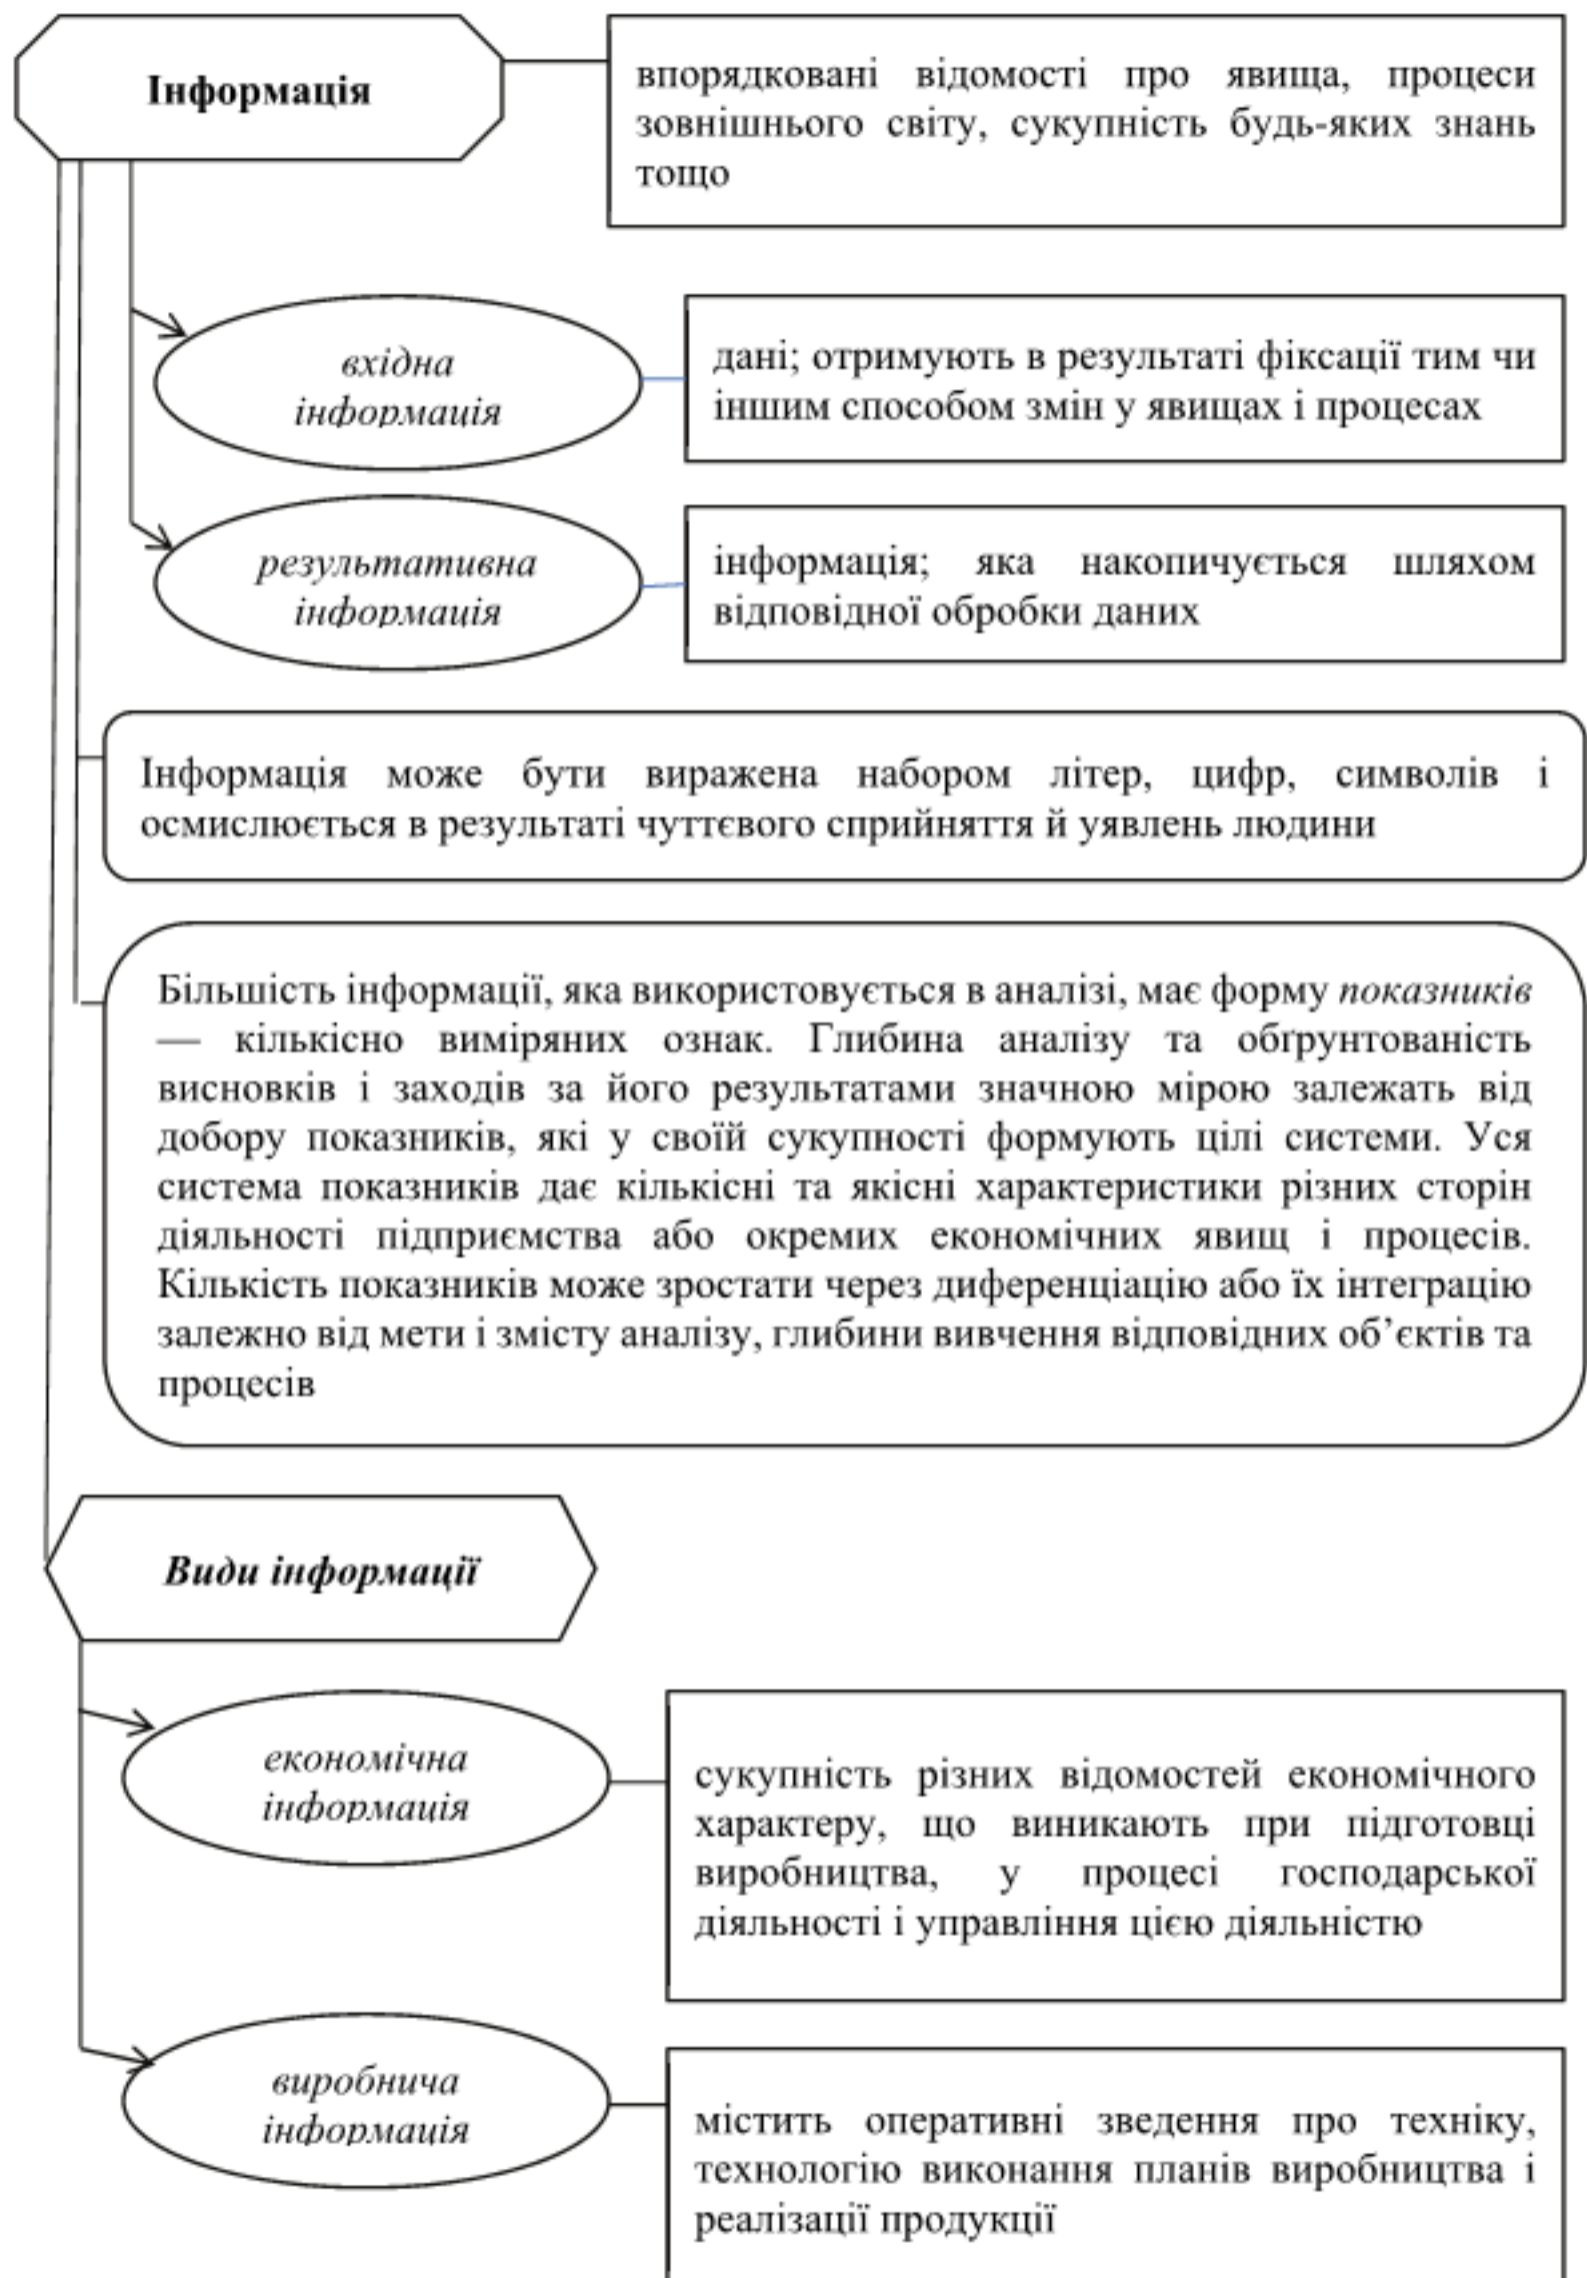 Інформація
впорядковані відомості про явища, процеси
зовнішнього світу, сукупність будь-яких знань
тощо
вхідна
інформація
дані; отримують в результаті фіксації тим чи
іншим способом змін у явищах і процесах
результативна
інформація
інформація; яка накопичується шляхом
відповідної обробки даних
Інформація може бути виражена набором літер, цифр, символів і
осмислюється в результаті чуттєвого сприйняття й уявлень людини
Більшість інформації, яка використовується в аналізі, має форму показників
— кількісно виміряних ознак. Глибина аналізу та обґрунтованість
висновків і заходів за його результатами значною мірою залежать від
добору показників, які у своїй сукупності формують цілі системи. Уся
система показників дає кількісні та якісні характеристики різних сторін
діяльності підприємства або окремих економічних явищ і процесів.
Кількість показників може зростати через диференціацію або їх інтеграцію
залежно від мети і змісту аналізу, глибини вивчення відповідних об’єктів та
процесів
Види інформації
економічна
інформація
сукупність різних відомостей економічного
характеру, що виникають при підготовці
виробництва, у процесі господарської
діяльності і управління цією діяльністю
виробнича
інформація
містить оперативні зведення про техніку,
технологію виконання планів виробництва і
реалізації продукції